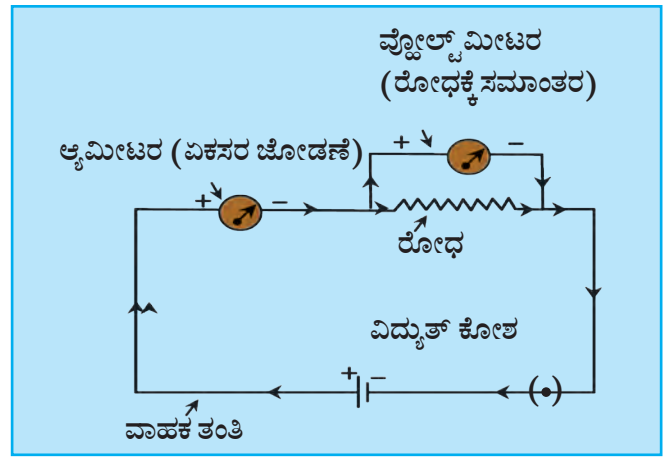 ವ್ಹೋಲ್ಟ್ ಮೀಟರ
(ರೋಧಕ್ಕೆ ಸಮಾಂತರ)
+ −
ಆ್ಯಮೀಟರ (ಏಕಸರ ಜೋಡಣೆ)
+ −
ರೋಧ
ವಿದ್ಯುತ್ ಕೋಶ
+ −
(•)
ವಾಹಕ ತಂತಿ